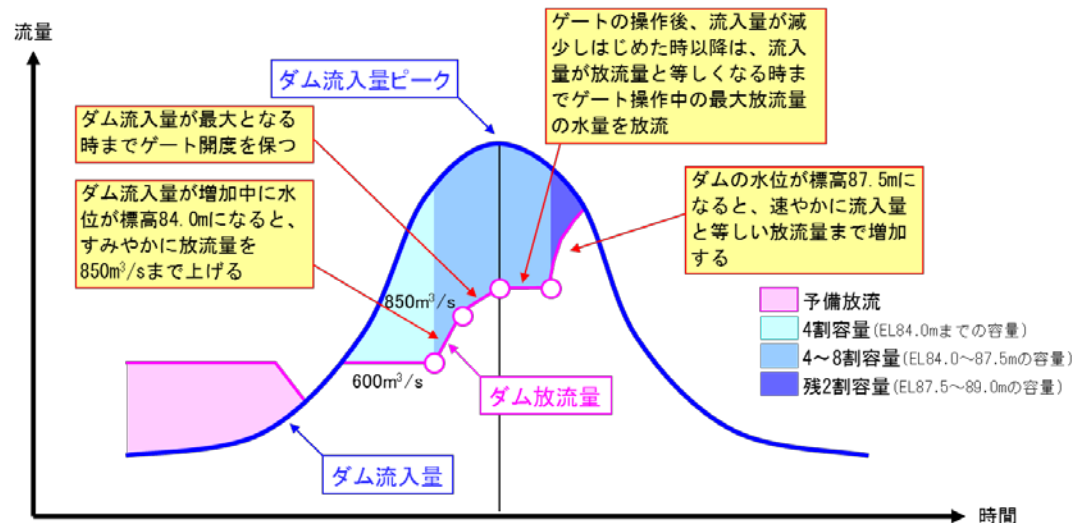 流量
ゲートの操作後、流入量が減
少しはじめた時以降は、流入
量が放流量と等しくなる時ま
でゲート操作中の最大放流量
の水量を放流
ダム流入量ピーク
ダム流入量が最大となる
時までゲート開度を保つ
ダム流入量が増加中に水
位が標高84.0mになると、
すみやかに放流量を
850m³/sまで上げる
ダムの水位が標高87.5mに
なると、速やかに流入量
と等しい放流量まで増加
する
850m³/s
600m³/s
ダム放流量
ダム流入量
予備放流
4割容量(EL84.0mまでの容量)
4～8割容量(EL84.0～87.5mの容量)
残2割容量(EL87.5～89.0mの容量)
時間